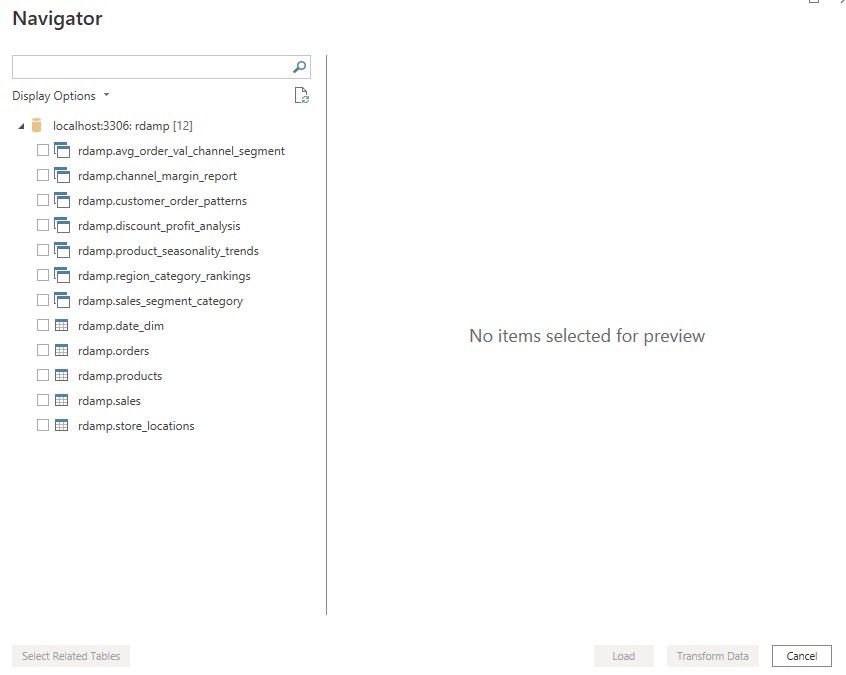 Navigator
Display Options
localhost:3306: rdamp [12]
rdamp.avg_order_val_channel_segment
rdamp.channel_margin_report
rdamp.customer_order_patterns
rdamp.discount_profit_analysis
rdamp.product_seasonality_trends
rdamp.region_category_rankings
rdamp.sales_segment_category
rdamp.date_dim
rdamp.orders
rdamp.products
rdamp.sales
rdamp.store_locations
No items selected for preview
Select Related Tables
Load
Transform Data
Cancel